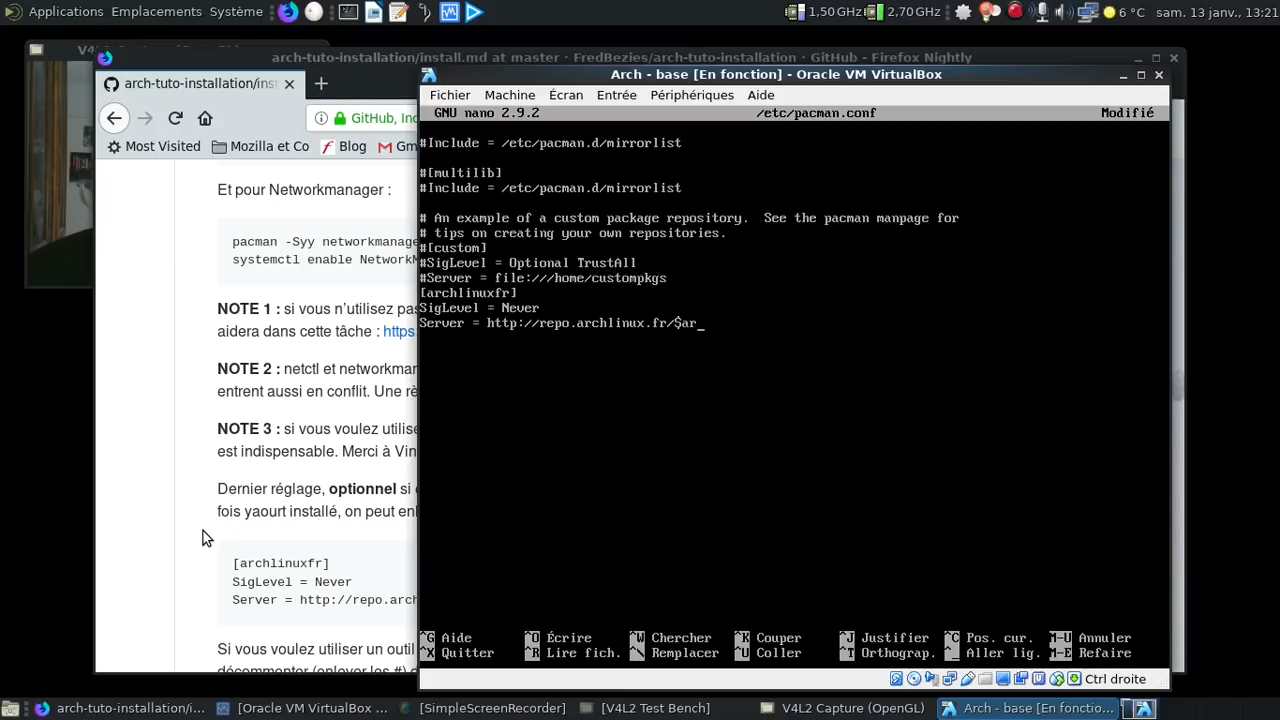 Applications Emplacements Système 1,50 GHz 2,70 GHz 6 °C sam. 13 janv., 13:21
arch-tuto-installation/install.md at master · FredBezies/arch-tuto-installation · GitHub - Firefox Nightly
arch-tuto-installation/inst
GitHub, Inc
Most Visited Mozilla et Co Blog Gm
Et pour Networkmanager :
pacman -Syy networkmanage
systemctl enable NetworkM
NOTE 1 : si vous n’utilisez pas
aidera dans cette tâche : https
NOTE 2 : netctl et networkmar
entrent aussi en conflit. Une rè
NOTE 3 : si vous voulez utilise
est indispensable. Merci à Vin
Dernier réglage, optionnel si
fois yaourt installé, on peut enl
[archlinuxfr]
SigLevel = Never
Server = http://repo.arch
Si vous voulez utiliser un outil
décommenter (enlever les #)
Arch - base [En fonction] - Oracle VM VirtualBox
Fichier Machine Écran Entrée Périphériques Aide
GNU nano 2.9.2 /etc/pacman.conf Modifié
#Include = /etc/pacman.d/mirrorlist
#[multilib]
#Include = /etc/pacman.d/mirrorlist
# An example of a custom package repository.  See the pacman manpage for
# tips on creating your own repositories.
#[custom]
#SigLevel = Optional TrustAll
#Server = file:///home/custompkgs
[archlinuxfr]
SigLevel = Never
Server = http://repo.archlinux.fr/$ar_
^G Aide ^O Écrire ^W Chercher ^K Couper ^J Justifier ^C Pos. cur. M-U Annuler
^X Quitter ^R Lire fich. ^\ Remplacer ^U Coller ^T Orthograp. ^_ Aller lig. M-E Refaire
Ctrl droite
arch-tuto-installation/i... [Oracle VM VirtualBox ... [SimpleScreenRecorder] [V4L2 Test Bench] V4L2 Capture (OpenGL) Arch - base [En fonctio...